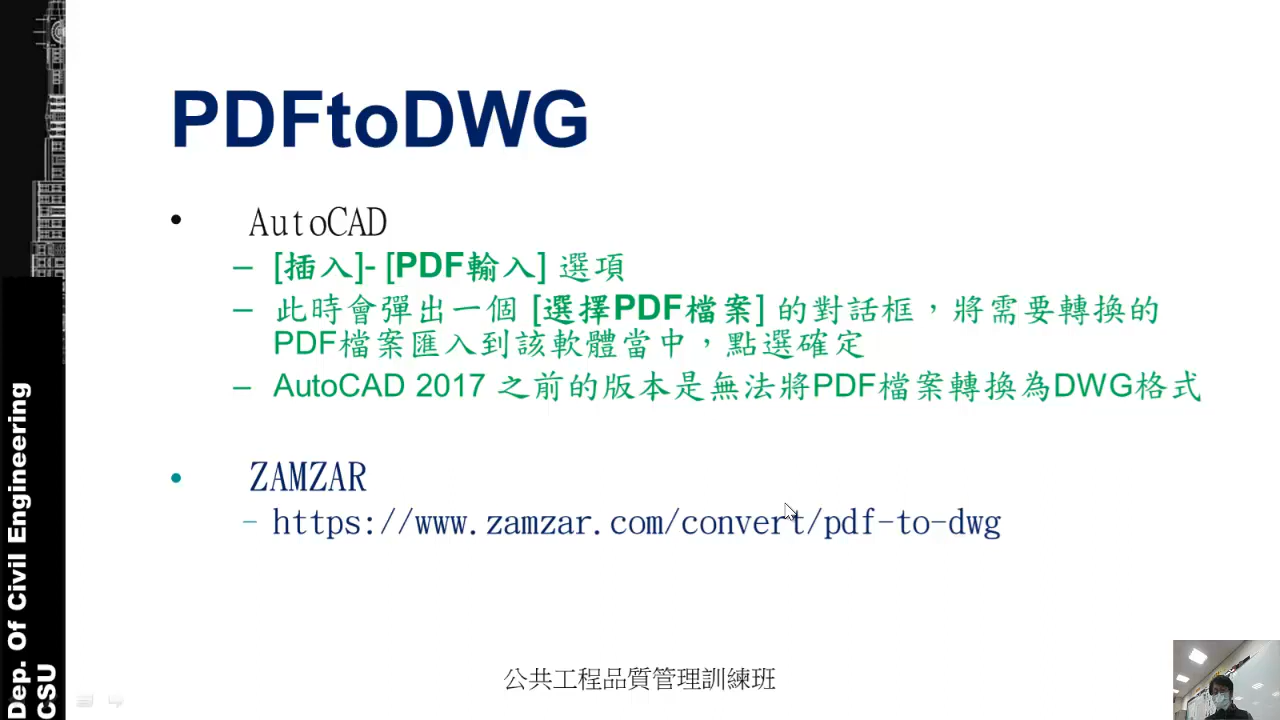 PDFtoDWG
• AutoCAD
– [插入]- [PDF輸入] 選項
– 此時會彈出一個 [選擇PDF檔案] 的對話框，將需要轉換的
PDF檔案匯入到該軟體當中，點選確定
– AutoCAD 2017 之前的版本是無法將PDF檔案轉換為DWG格式
• ZAMZAR
– https://www.zamzar.com/convert/pdf-to-dwg
公共工程品質管理訓練班
Dep. Of Civil Engineering
CSU